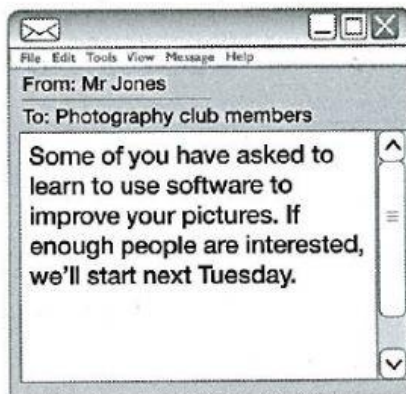 File Edit Tools View Message Help
From: Mr Jones
To: Photography club members
Some of you have asked to
learn to use software to
improve your pictures. If
enough people are interested,
we'll start next Tuesday.